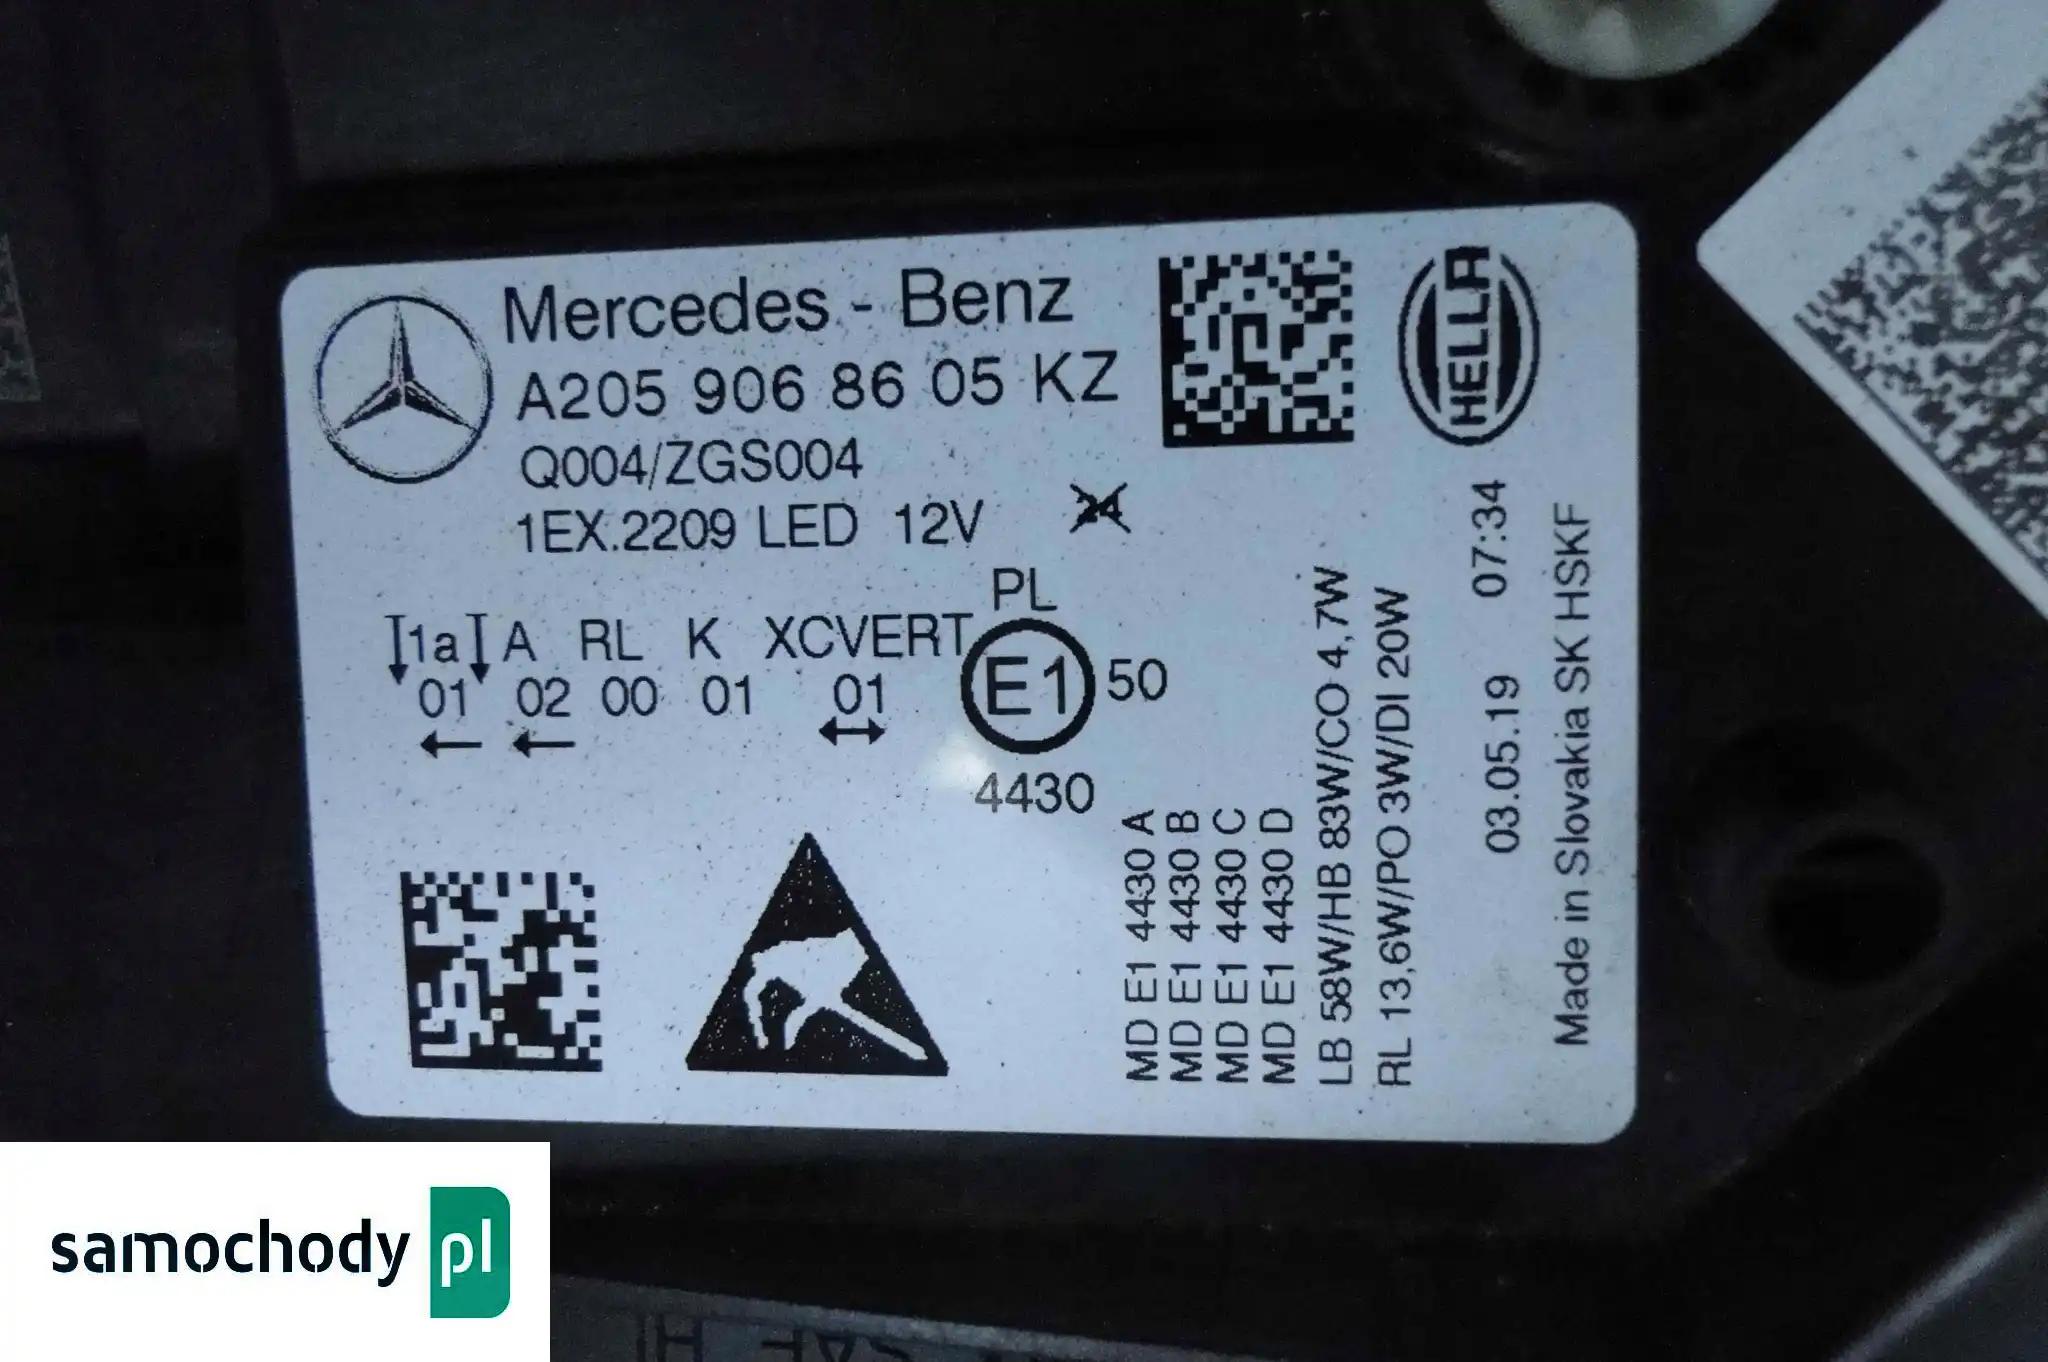 Mercedes - Benz
A205 906 86 05 KZ
Q004/ZGS004
1EX.2209 LED 12V
24
HELLA
1a A RL K XCVERT PL
01 02 00 01 01 E1 50
4430
MD E1 4430 A
MD E1 4430 B
MD E1 4430 C
MD E1 4430 D
LB 58W/HB 83W/CO 4,7W
RL 13,6W/PO 3W/DI 20W
03.05.19 07:34
Made in Slovakia SK HSKF
samochody pl